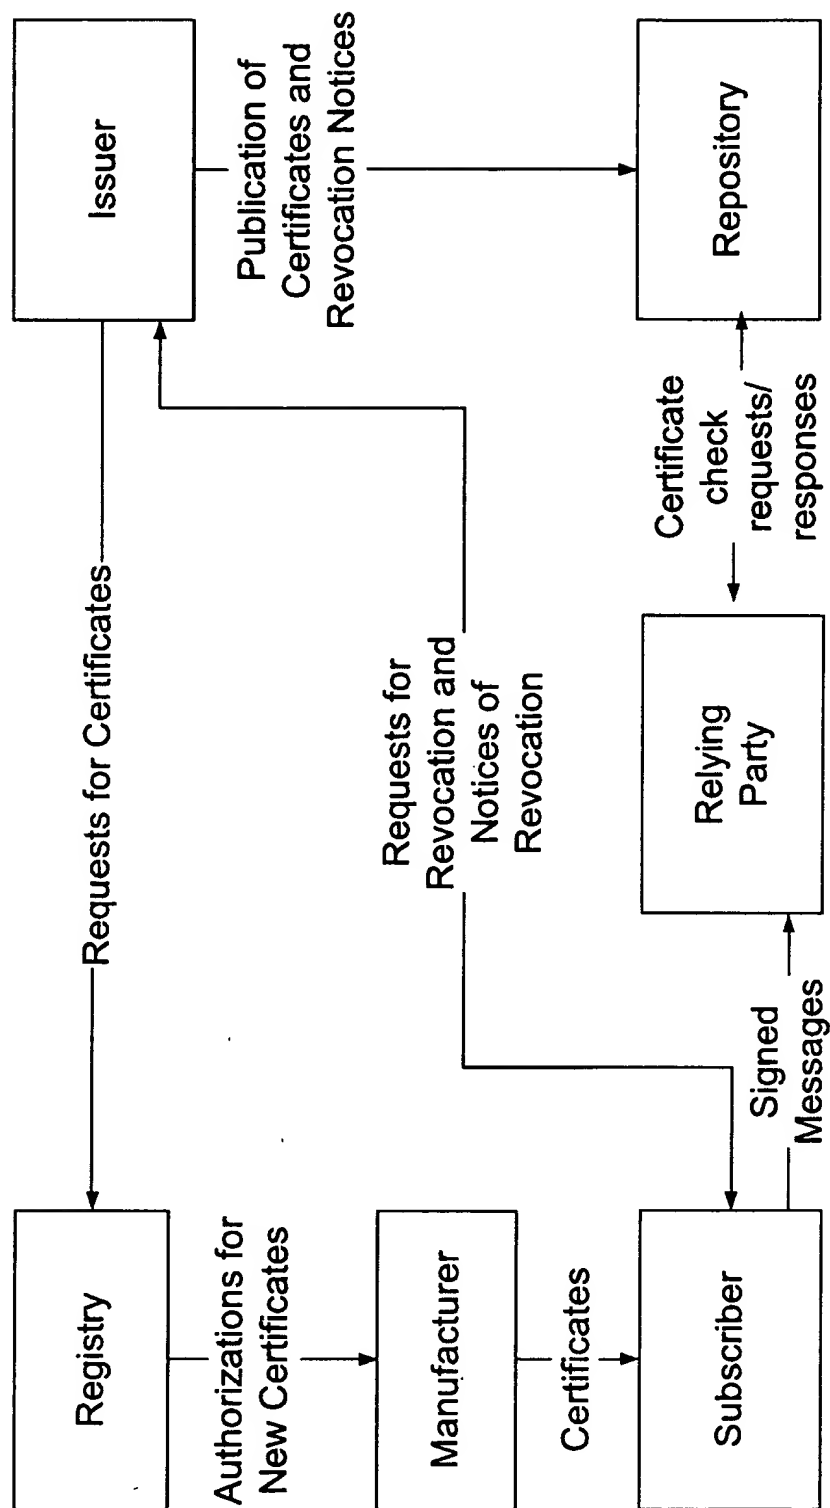 Registry
Requests for Certificates
Issuer
Authorizations for
New Certificates
Publication of
Certificates and
Revocation Notices
Manufacturer
Requests for
Revocation and
Notices of
Revocation
Certificates
Subscriber
Signed
Messages
Relying
Party
Certificate
check
requests/
responses
Repository